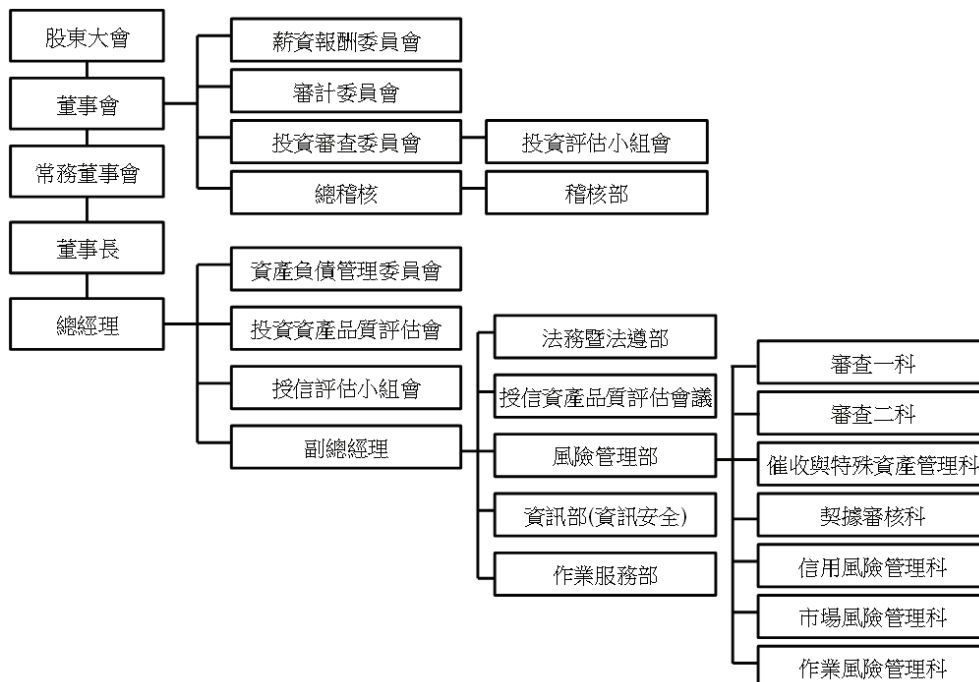 股東大會
董事會
常務董事會
董事長
總經理
薪資報酬委員會
審計委員會
投資審查委員會
投資評估小組會
總稽核
稽核部
資產負債管理委員會
投資資產品質評估會
授信評估小組會
副總經理
法務暨法遵部
授信資產品質評估會議
風險管理部
資訊部(資訊安全)
作業服務部
審查一科
審查二科
催收與特殊資產管理科
契據審核科
信用風險管理科
市場風險管理科
作業風險管理科